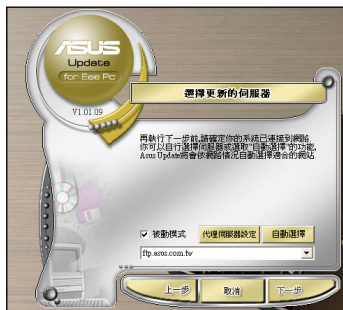 ASUS
Update
for Eee Pc
V1.01.09
選擇更新的伺服器
再執行下一步前,請確定你的系統已連接到網路
你可以自行選擇伺服器或選取"自動選擇"的功能,
Asus Update將會依網路情況自動選擇適合的網站.
被動模式
代理伺服器設定
自動選擇
ftp.asus.com.tw
上一步
取消
下一步